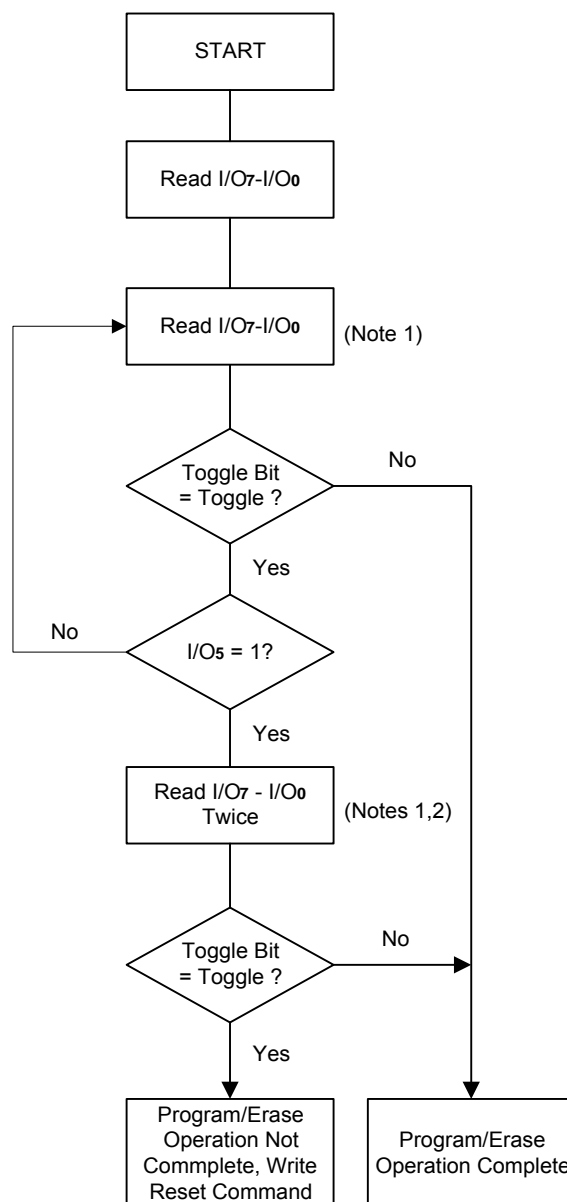 START
Read I/O7-I/O0
Read I/O7-I/O0
(Note 1)
Toggle Bit
= Toggle ?
No
Yes
No
I/O5 = 1?
Yes
Read I/O7 - I/O0
Twice
(Notes 1,2)
Toggle Bit
= Toggle ?
No
Yes
Program/Erase
Operation Not
Commplete, Write
Reset Command
Program/Erase
Operation Complete